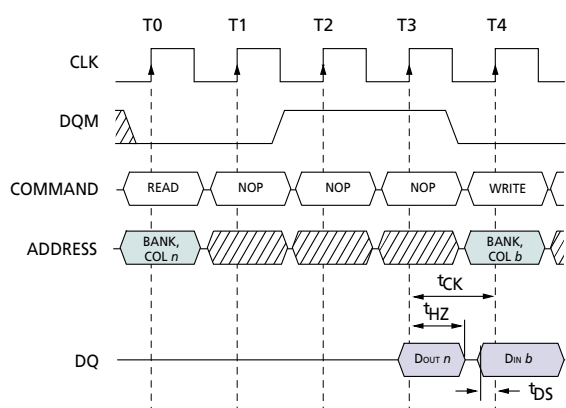 T0 T1 T2 T3 T4
CLK
DQM
COMMAND READ NOP NOP NOP WRITE
ADDRESS BANK, COL n BANK, COL b
tCK
tHZ
DQ DOUT n DIN b
tDS